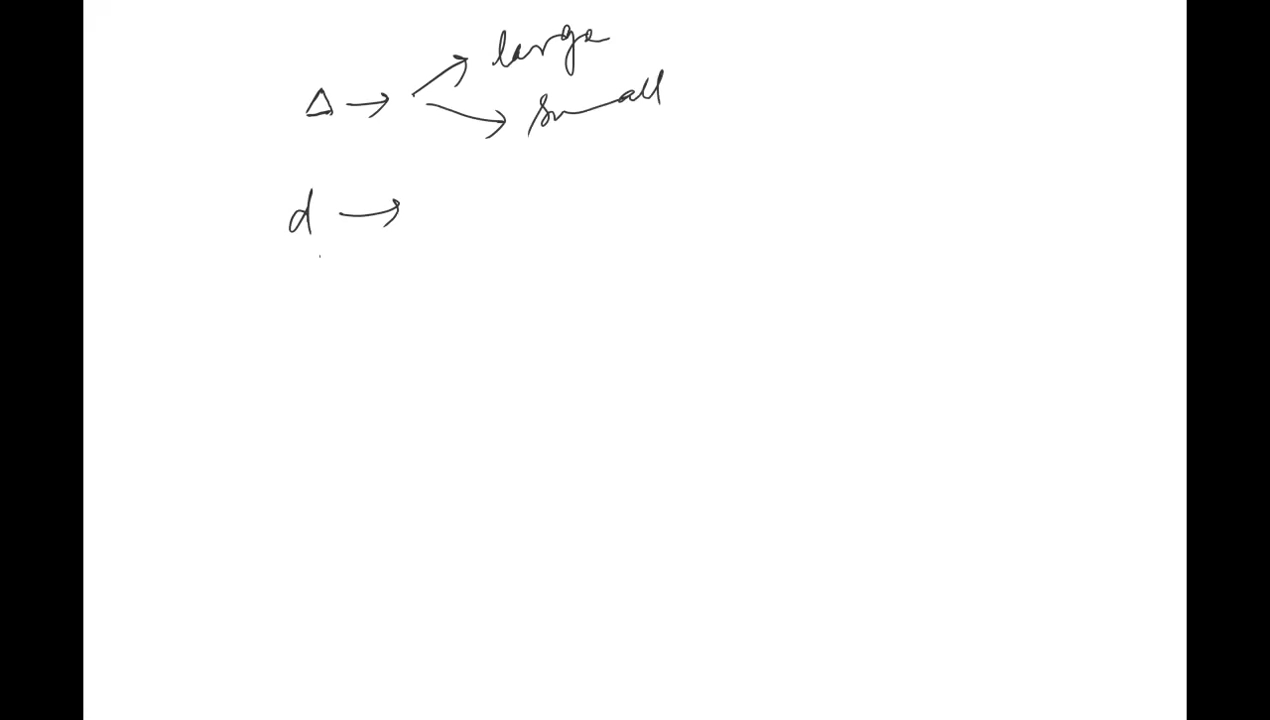 large
Δ → small
d →